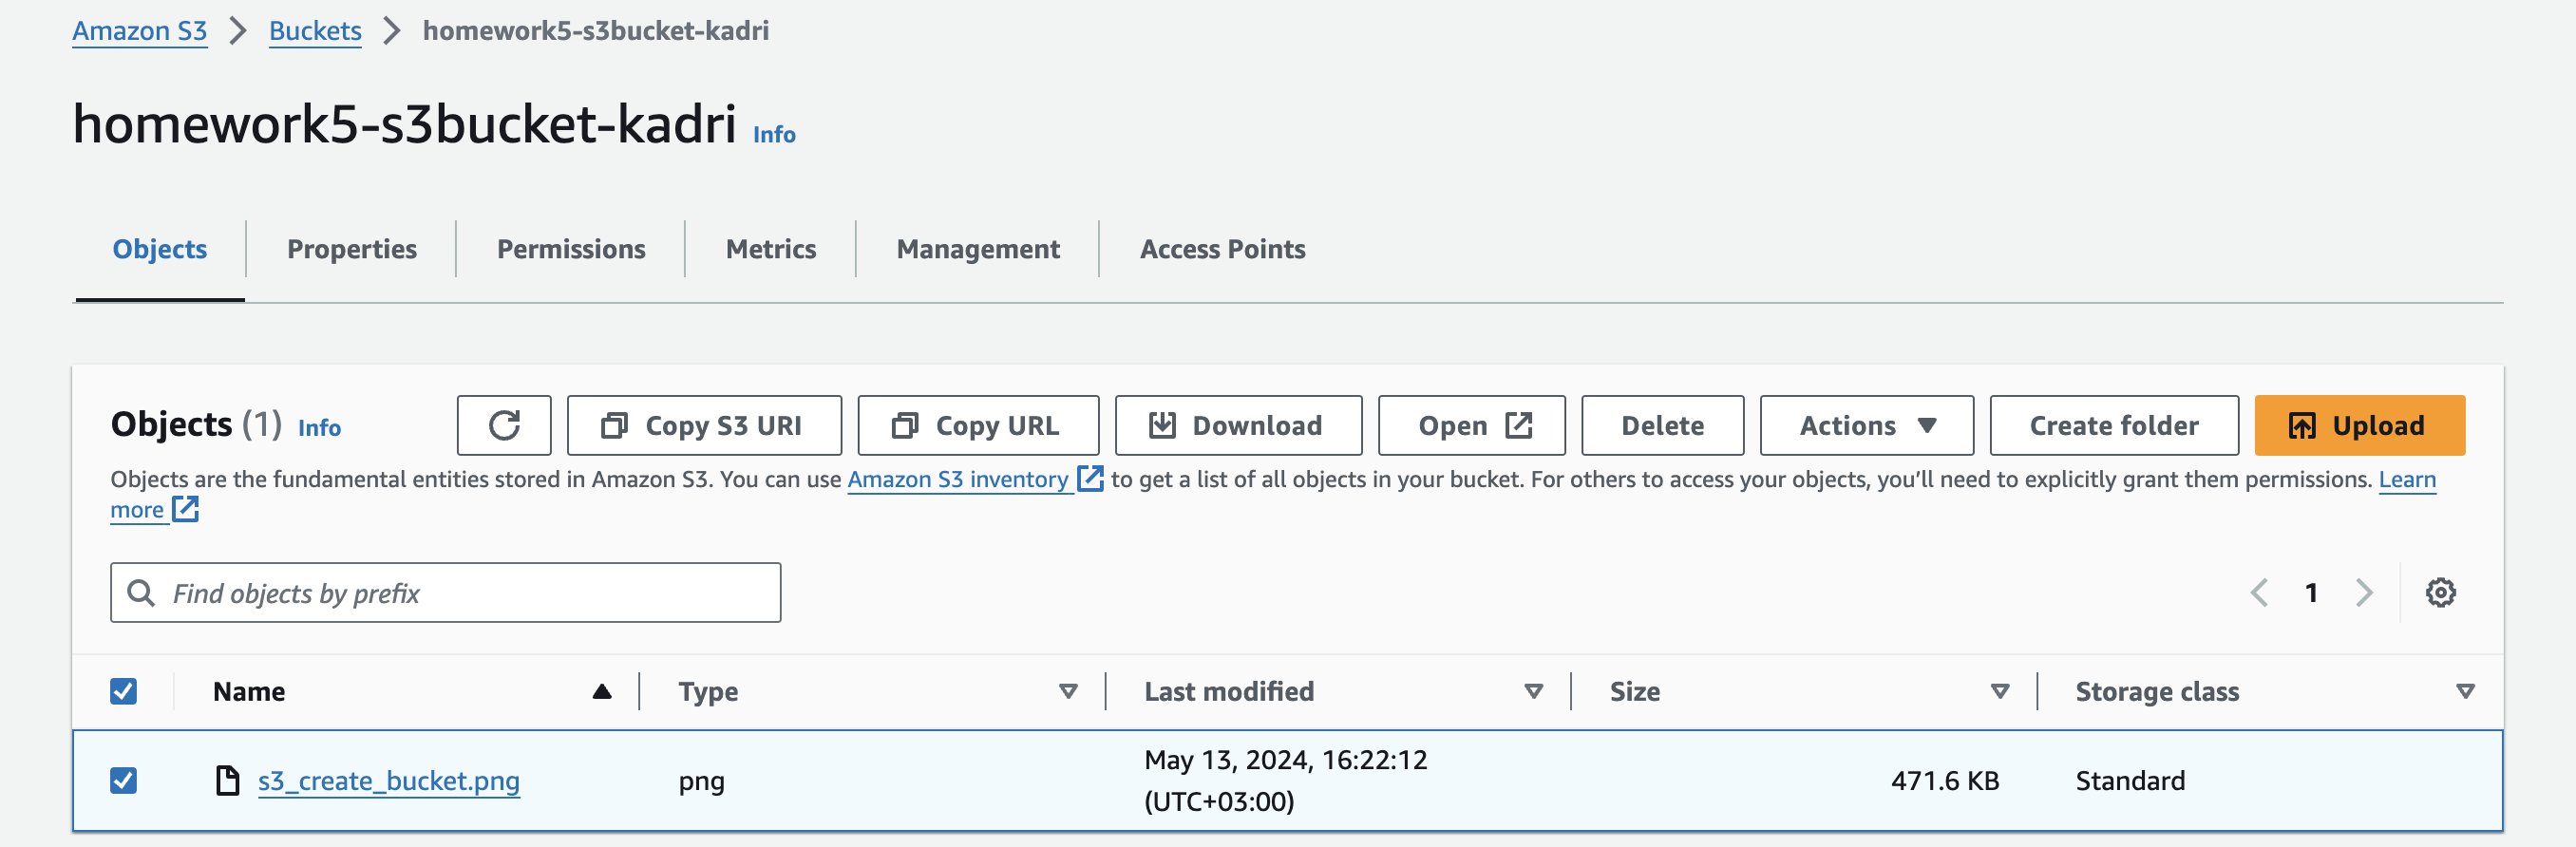 Amazon S3 > Buckets > homework5-s3bucket-kadri
homework5-s3bucket-kadri Info
Objects Properties Permissions Metrics Management Access Points
Objects (1) Info Copy S3 URI Copy URL Download Open Delete Actions Create folder Upload
Objects are the fundamental entities stored in Amazon S3. You can use Amazon S3 inventory to get a list of all objects in your bucket. For others to access your objects, you’ll need to explicitly grant them permissions. Learn
more
Find objects by prefix 1
Name Type Last modified Size Storage class
s3_create_bucket.png png May 13, 2024, 16:22:12 471.6 KB Standard
(UTC+03:00)